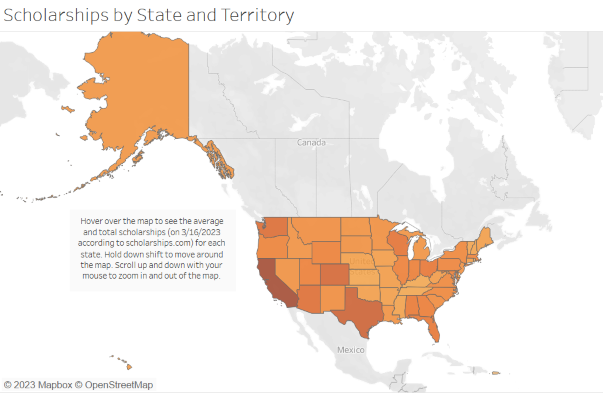 Scholarships by State and Territory
Canada
Hover over the map to see the average
and total scholarships (on 3/16/2023
according to scholarships.com) for each
state. Hold down shift to move around
the map. Scroll up and down with your
mouse to zoom in and out of the map.
Mexico
© 2023 Mapbox © OpenStreetMap